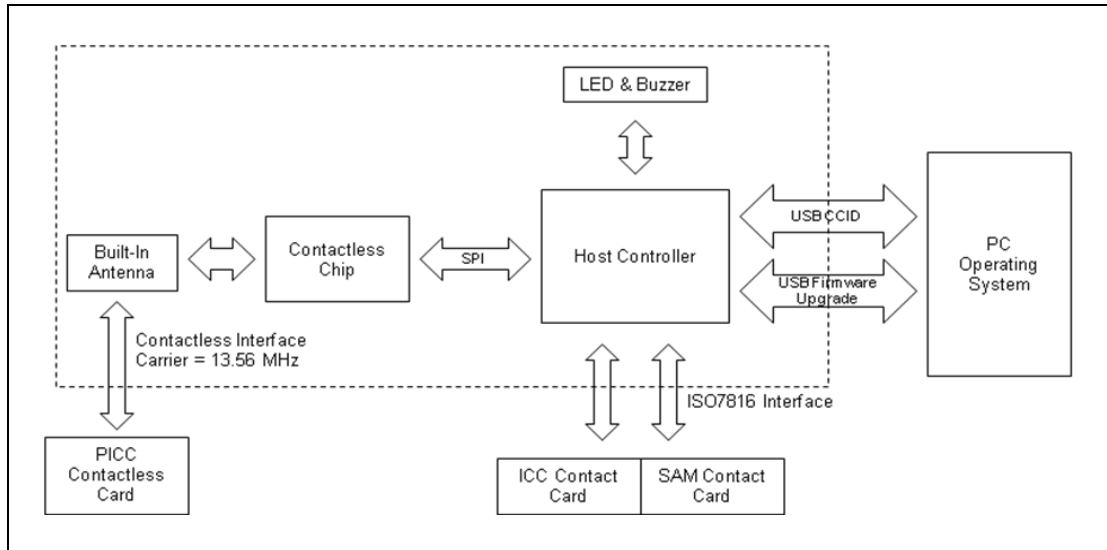 LED & Buzzer
Built-In
Antenna
Contactless
Chip
SPI
Host Controller
USB CCID
USB Firmware
Upgrade
PC
Operating
System
Contactless Interface
Carrier = 13.56 MHz
ISO7816 Interface
PICC
Contactless
Card
ICC Contact
Card
SAM Contact
Card